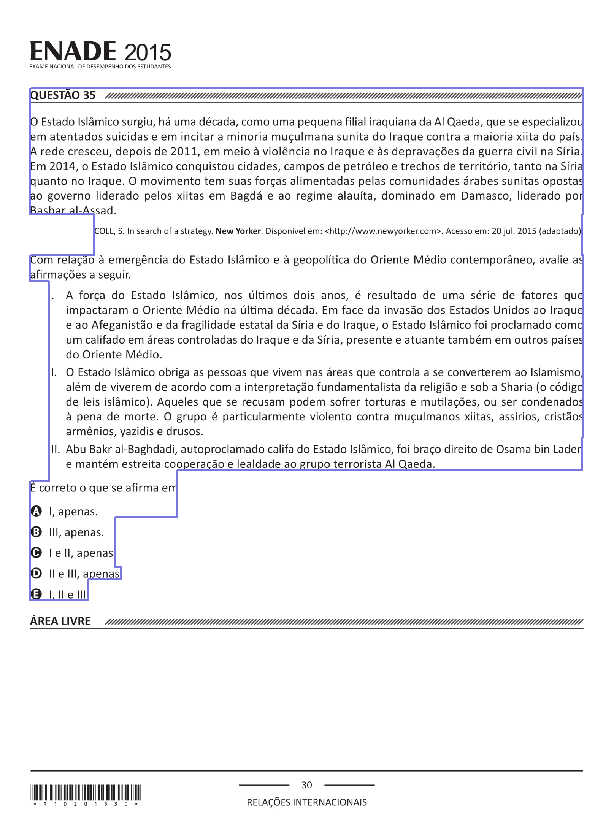 ENADE 2015
EXAME NACIONAL DE DESEMPENHO DOS ESTUDANTES
QUESTÃO 35
O Estado Islâmico surgiu, há uma década, como uma pequena filial iraquiana da Al Qaeda, que se especializou
em atentados suicidas e em incitar a minoria muçulmana sunita do Iraque contra a maioria xiita do país.
A rede cresceu, depois de 2011, em meio à violência no Iraque e às depravações da guerra civil na Síria.
Em 2014, o Estado Islâmico conquistou cidades, campos de petróleo e trechos de território, tanto na Síria
quanto no Iraque. O movimento tem suas forças alimentadas pelas comunidades árabes sunitas opostas
ao governo liderado pelos xiitas em Bagdá e ao regime alauíta, dominado em Damasco, liderado por
Bashar al-Assad.
COLL, S. In search of a strategy. New Yorker. Disponível em: <http://www.newyorker.com>. Acesso em: 20 jul. 2015 (adaptado).
Com relação à emergência do Estado Islâmico e à geopolítica do Oriente Médio contemporâneo, avalie as
afirmações a seguir.
I. A força do Estado Islâmico, nos últimos dois anos, é resultado de uma série de fatores que
impactaram o Oriente Médio na última década. Em face da invasão dos Estados Unidos ao Iraque
e ao Afeganistão e da fragilidade estatal da Síria e do Iraque, o Estado Islâmico foi proclamado como
um califado em áreas controladas do Iraque e da Síria, presente e atuante também em outros países
do Oriente Médio.
II. O Estado Islâmico obriga as pessoas que vivem nas áreas que controla a se converterem ao Islamismo,
além de viverem de acordo com a interpretação fundamentalista da religião e sob a Sharia (o código
de leis islâmico). Aqueles que se recusam podem sofrer torturas e mutilações, ou ser condenados
à pena de morte. O grupo é particularmente violento contra muçulmanos xiitas, assírios, cristãos
armênios, yazidis e drusos.
III. Abu Bakr al-Baghdadi, autoproclamado califa do Estado Islâmico, foi braço direito de Osama bin Laden
e mantém estreita cooperação e lealdade ao grupo terrorista Al Qaeda.
É correto o que se afirma em
A I, apenas.
B III, apenas.
C I e II, apenas.
D II e III, apenas.
E I, II e III.
ÁREA LIVRE
30
RELAÇÕES INTERNACIONAIS